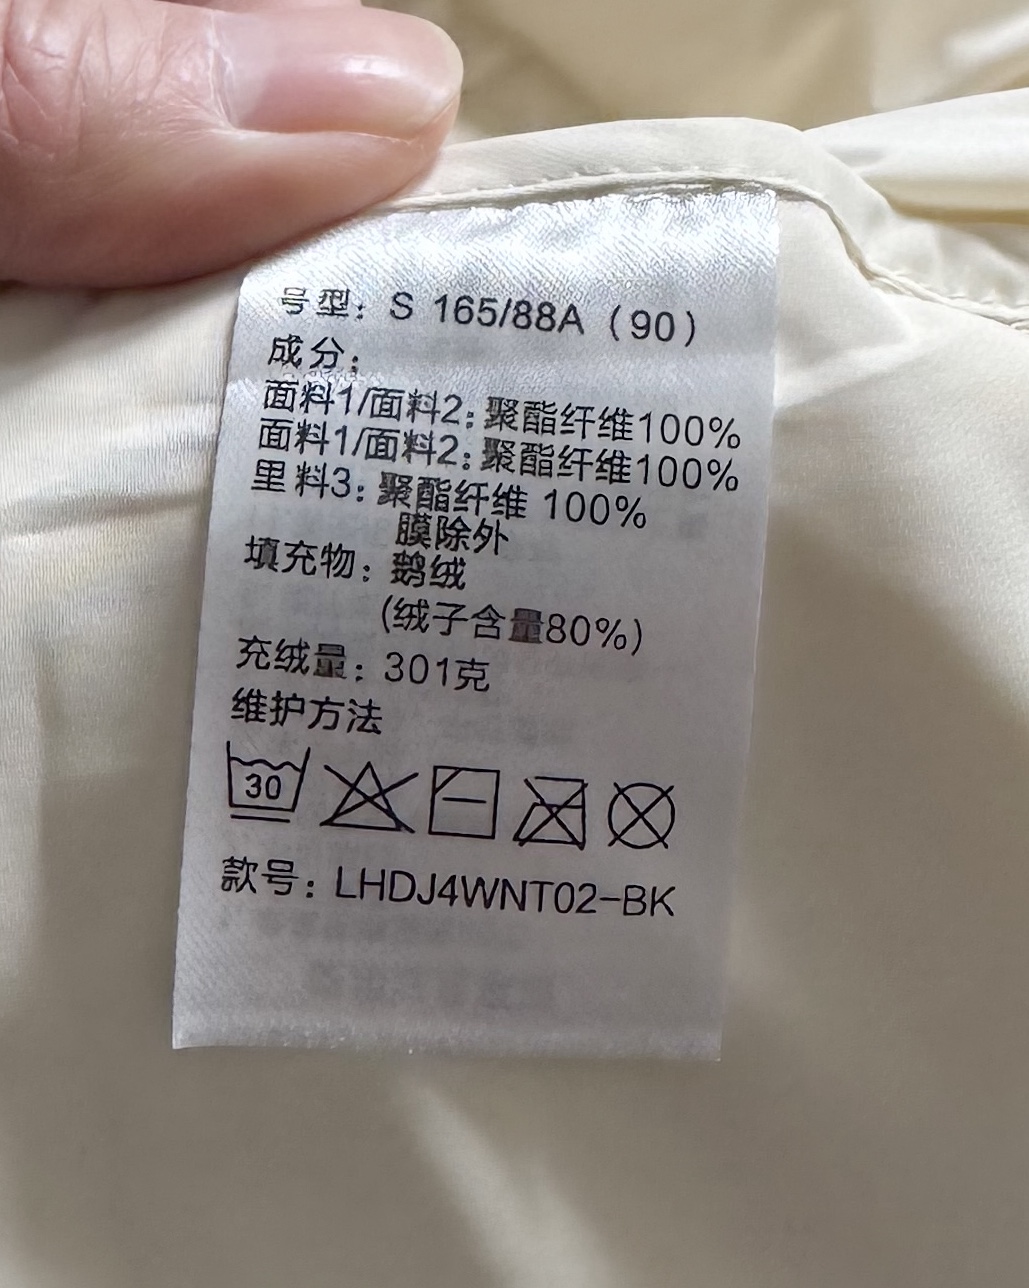 号型：S 165/88A（90）
成分：
面料1/面料2：聚酯纤维100%
面料1/面料2：聚酯纤维100%
里料3：聚酯纤维 100%
膜除外
填充物：鹅绒
(绒子含量80%)
充绒量：301克
维护方法
30
款号：LHDJ4WNT02-BK